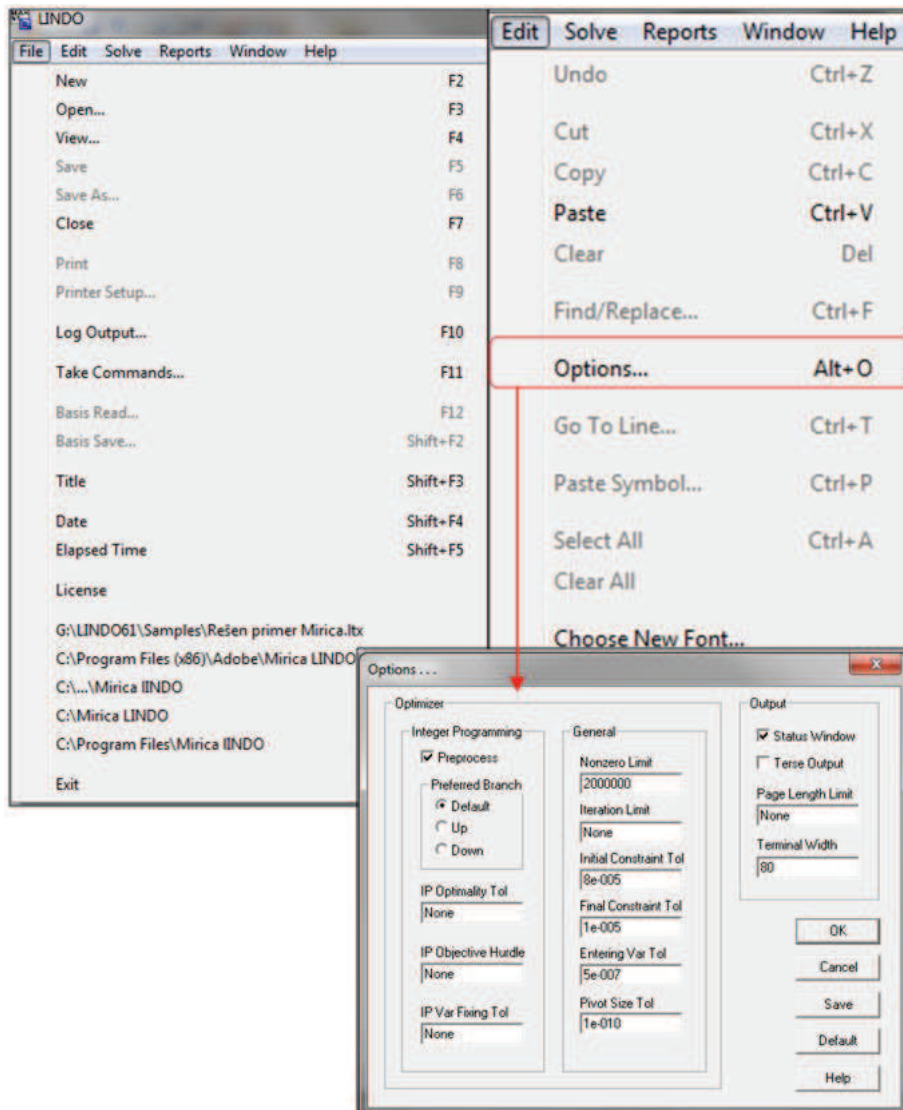 LINDO
File Edit Solve Reports Window Help
New F2
Open... F3
View... F4
Save F5
Save As... F6
Close F7
Print F8
Printer Setup... F9
Log Output... F10
Take Commands... F11
Basis Read... F12
Basis Save... Shift+F2
Title Shift+F3
Date Shift+F4
Elapsed Time Shift+F5
License
G:\LINDO61\Samples\Rešen primer Mirica.ltx
C:\Program Files (x86)\Adobe\Mirica LINDO
C:\...\Mirica lINDO
C:\Mirica LINDO
C:\Program Files\Mirica lINDO
Exit
Edit Solve Reports Window Help
Undo Ctrl+Z
Cut Ctrl+X
Copy Ctrl+C
Paste Ctrl+V
Clear Del
Find/Replace... Ctrl+F
Options... Alt+O
Go To Line... Ctrl+T
Paste Symbol... Ctrl+P
Select All Ctrl+A
Clear All
Choose New Font...
Options . . .
Optimizer
Integer Programming
Preprocess
Preferred Branch
Default
Up
Down
IP Optimality Tol
None
IP Objective Hurdle
None
IP Var Fixing Tol
None
General
Nonzero Limit
2000000
Iteration Limit
None
Initial Constraint Tol
8e-005
Final Constraint Tol
1e-005
Entering Var Tol
5e-007
Pivot Size Tol
1e-010
Output
Status Window
Terse Output
Page Length Limit
None
Terminal Width
80
OK
Cancel
Save
Default
Help